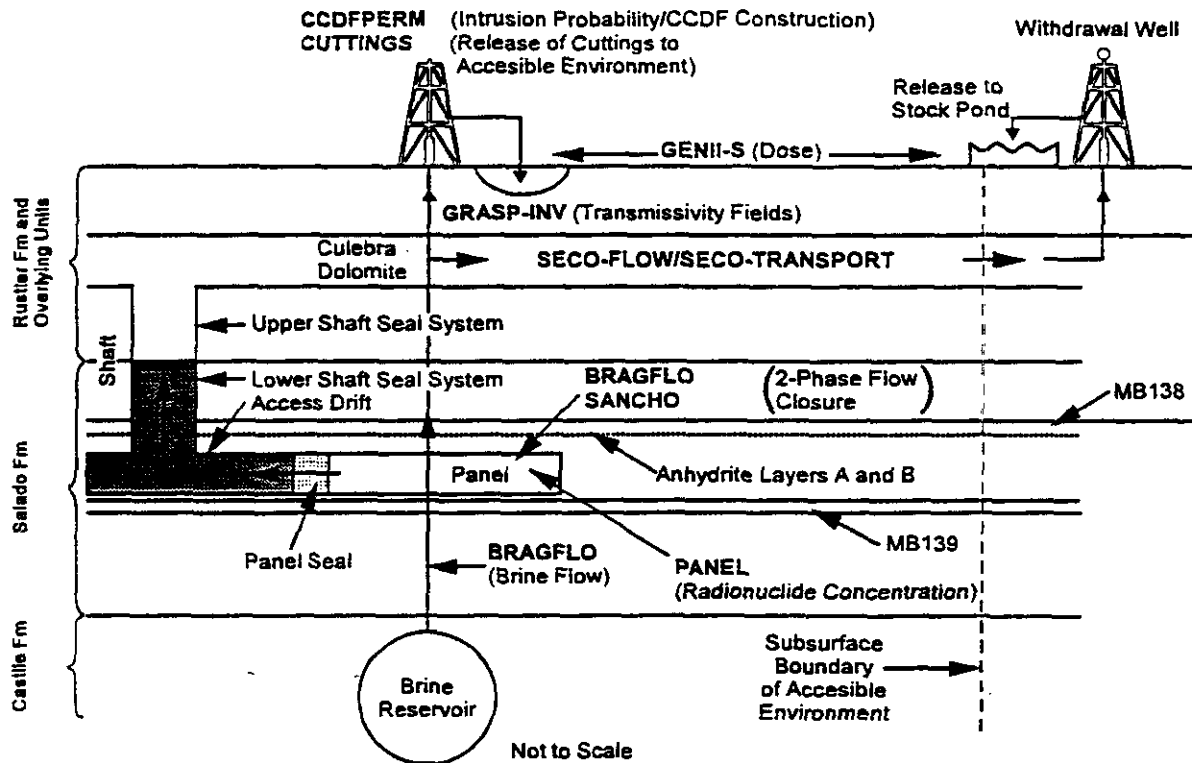 CCDFPERM (Intrusion Probability/CCDF Construction)
CUTTINGS (Release of Cuttings to
Accesible Environment)
Withdrawal Well
Release to
Stock Pond
GENII-S (Dose)
GRASP-INV (Transmissivity Fields)
Rustler Fm and
Overlying Units
Culebra
Dolomite
SECO-FLOW/SECO-TRANSPORT
Upper Shaft Seal System
Shaft
Lower Shaft Seal System
Access Drift
BRAGFLO
SANCHO
(2-Phase Flow
Closure)
MB138
Salado Fm
Panel
Anhydrite Layers A and B
MB139
Panel Seal
BRAGFLO
(Brine Flow)
PANEL
(Radionuclide Concentration)
Castile Fm
Brine
Reservoir
Subsurface
Boundary
of Accesible
Environment
Not to Scale